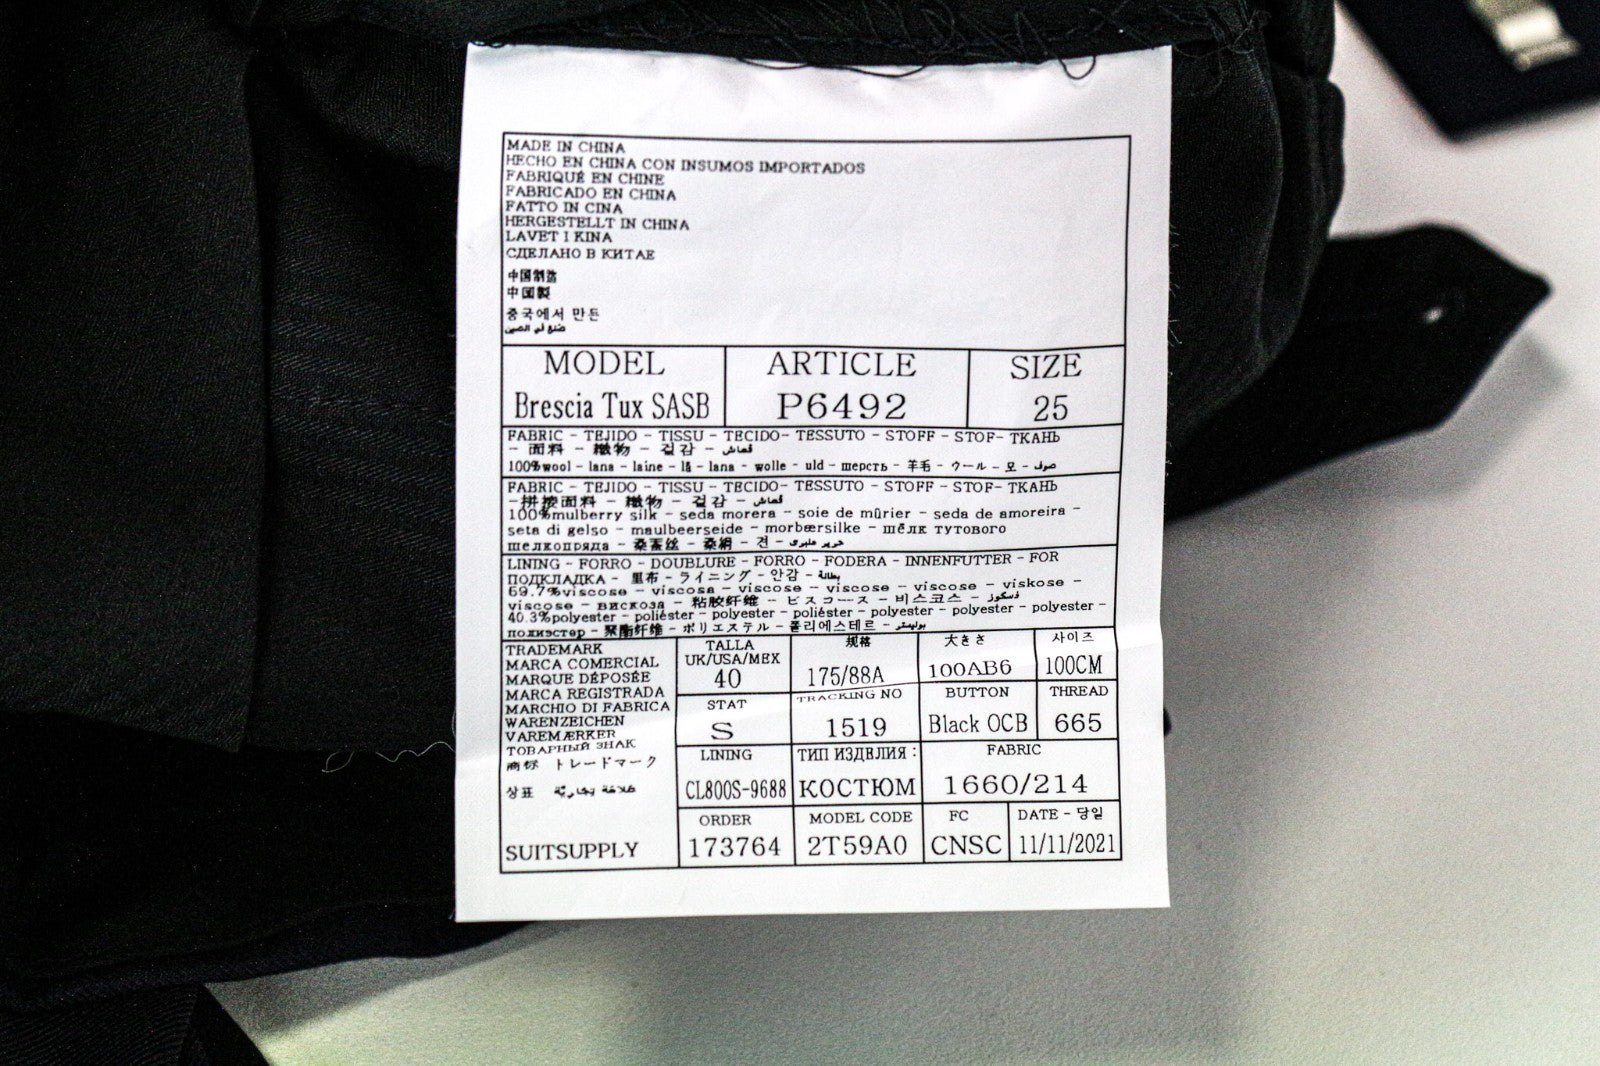 MADE IN CHINA
HECHO EN CHINA CON INSUMOS IMPORTADOS
FABRIQUÉ EN CHINE
FABRICADO EN CHINA
FATTO IN CINA
HERGESTELLT IN CHINA
LAVET I KINA
СДЕЛАНО В КИТАЕ
中国制造
中国製
중국에서 만든
صنع في الصين
MODEL ARTICLE SIZE
Brescia Tux SASB P6492 25
FABRIC - TEJIDO - TISSU - TECIDO- TESSUTO - STOFF - STOF- ТКАНЬ
- 面料 - 織物 - 겉감 - قماش
100%wool - lana - laine - lã - lana - wolle - uld - шерсть - 羊毛 - ウール - 모 - صوف
FABRIC - TEJIDO - TISSU - TECIDO- TESSUTO - STOFF - STOF- ТКАНЬ
-拼接面料 - 織物 - 겉감 - قماش
100%mulberry silk - seda morera - soie de mûrier - seda de amoreira -
seta di gelso - maulbeerseide - morbærsilke - шёлк тутового
шелкопряда - 桑蚕丝 - 桑絹 - 견 -
LINING - FORRO - DOUBLURE - FORRO - FODERA - INNENFUTTER - FOR
ПОДКЛАДКА - 里布 - ライニング - 안감 - بطانة
59.7%viscose - viscosa - viscose - viscose - viscose - viskose -
viscose - вискоза - 粘胶纤维 - ビスコース - 비스코스 - فسكوز
40.3%polyester - poliéster - polyester - poliéster - polyester - polyester - polyester -
полиэстер - 聚酯纤维 - ポリエステル - 폴리에스테르 - بوليستر
TRADEMARK
MARCA COMERCIAL
MARQUE DÉPOSÉE
MARCA REGISTRADA
MARCHIO DI FABRICA
WARENZEICHEN
VAREMÆRKER
ТОВАРНЫЙ ЗНАК
商标 トレードマーク
상표 علامة تجارية
SUITSUPPLY
TALLA 规格 大きさ サイズ
UK/USA/MEX
40 175/88A 100AB6 100CM
STAT TRACKING NO BUTTON THREAD
S 1519 Black OCB 665
LINING ТИП ИЗДЕЛИЯ : FABRIC
CL800S-9688 КОСТЮМ 1660/214
ORDER MODEL CODE FC DATE - 당일
173764 2T59A0 CNSC 11/11/2021